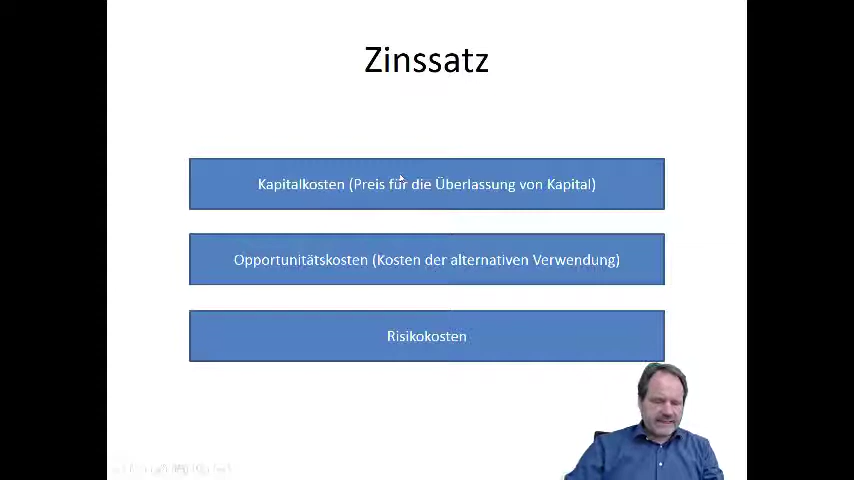 Zinssatz
Kapitalkosten (Preis für die Überlassung von Kapital)
Opportunitätskosten (Kosten der alternativen Verwendung)
Risikokosten